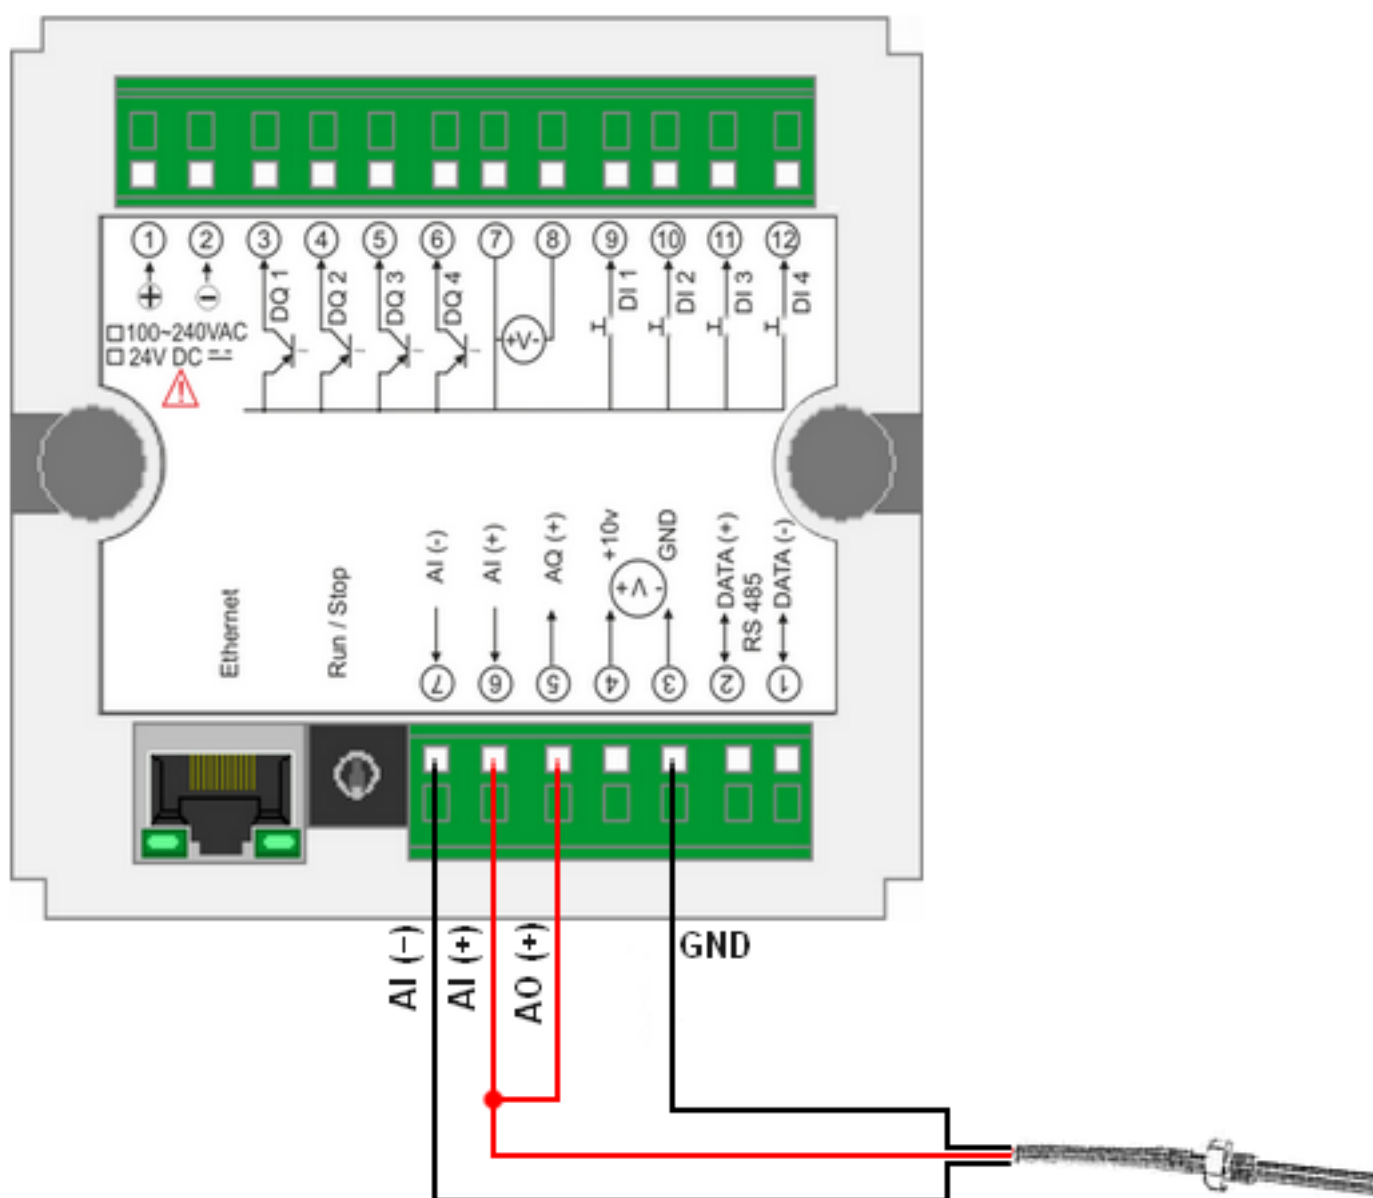 1 2 3 4 5 6 7 8 9 10 11 12
DQ 1
DQ 2
DQ 3
DQ 4
+V-
DI 1
DI 2
DI 3
DI 4
100~240VAC
24V DC
Ethernet
Run / Stop
AI (-)
AI (+)
AQ (+)
+10v
GND
+V-
DATA (+)
RS 485
DATA (-)
7 6 5 4 3 2 1
AI (-)
AI (+)
AO (+)
GND